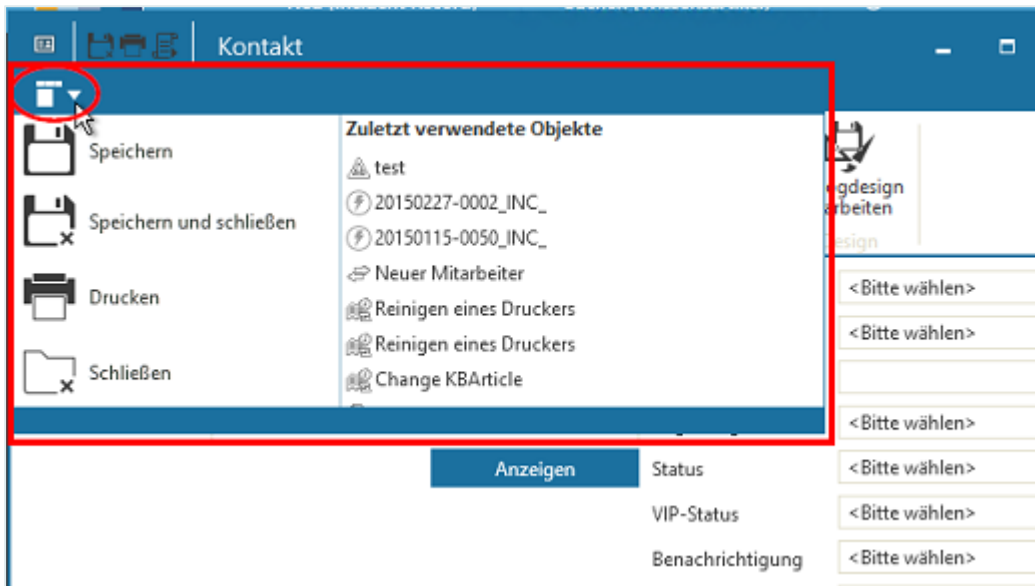 Kontakt
Speichern
Speichern und schließen
Drucken
Schließen
Zuletzt verwendete Objekte
test
20150227-0002_INC_
20150115-0050_INC_
Neuer Mitarbeiter
Reinigen eines Druckers
Reinigen eines Druckers
Change KBArticle
<Bitte wählen>
<Bitte wählen>
<Bitte wählen>
Anzeigen
Status
<Bitte wählen>
VIP-Status
<Bitte wählen>
Benachrichtigung
<Bitte wählen>